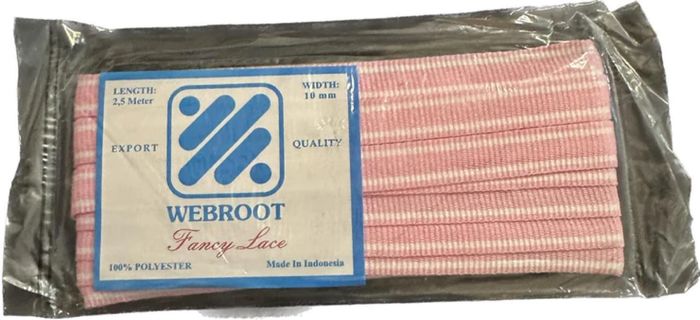 LENGTH: WIDTH:
2,5 Meter 10 mm
EXPORT QUALITY
WEBROOT
Fancy Lace
100% POLYESTER Made In Indonesia